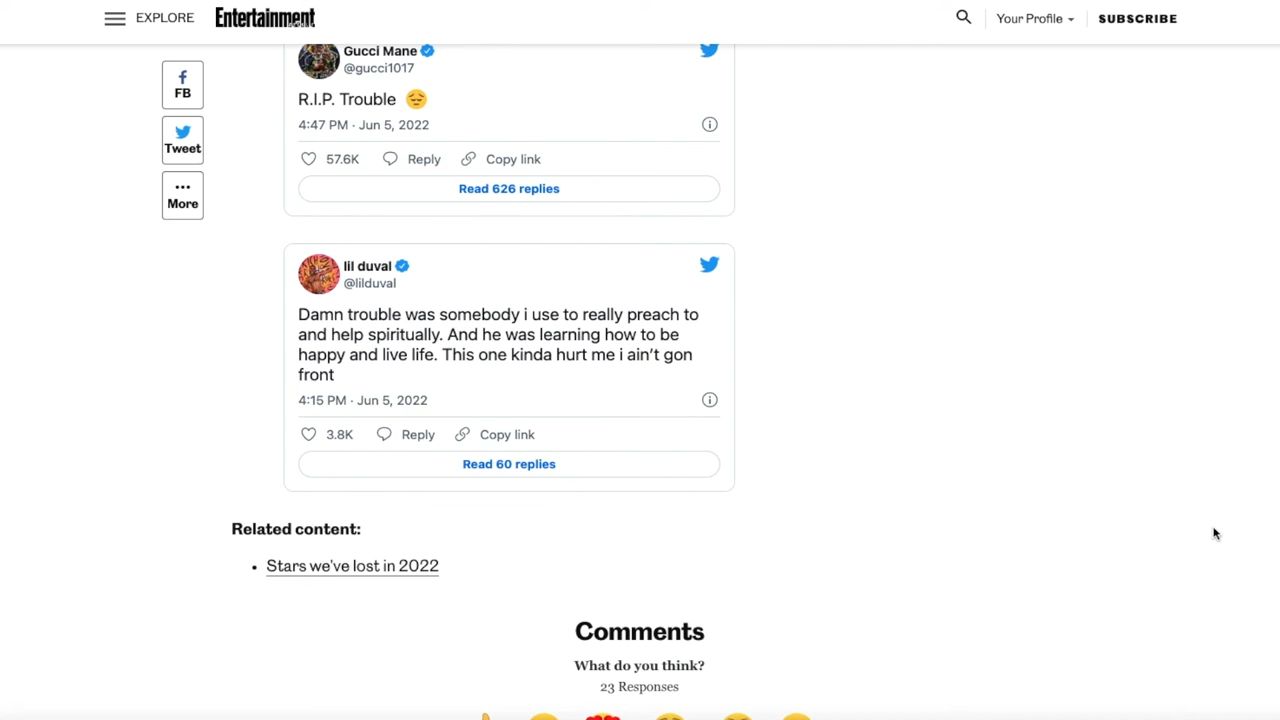 EXPLORE
Entertainment
Your Profile
SUBSCRIBE
FB
Tweet
More
Gucci Mane
@gucci1017
R.I.P. Trouble 😔
4:47 PM · Jun 5, 2022
57.6K Reply Copy link
Read 626 replies
lil duval
@lilduval
Damn trouble was somebody i use to really preach to
and help spiritually. And he was learning how to be
happy and live life. This one kinda hurt me i ain’t gon
front
4:15 PM · Jun 5, 2022
3.8K Reply Copy link
Read 60 replies
Related content:
• Stars we've lost in 2022
Comments
What do you think?
23 Responses